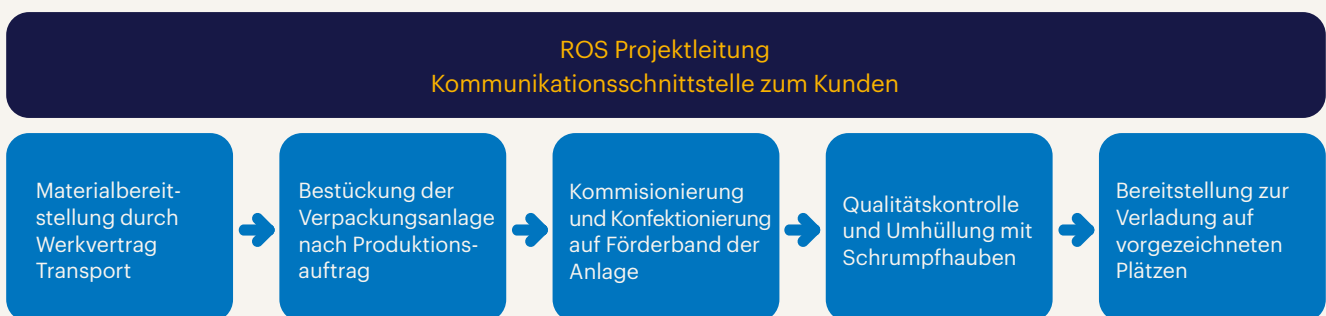 ROS Projektleitung
Kommunikationsschnittstelle zum Kunden
Materialbereit-
stellung durch
Werkvertrag
Transport
Bestückung der
Verpackungsanlage
nach Produktions-
auftrag
Kommisionierung
und Konfektionierung
auf Förderband der
Anlage
Qualitätskontrolle
und Umhüllung mit
Schrumpfhauben
Bereitstellung zur
Verladung auf
vorgezeichneten
Plätzen